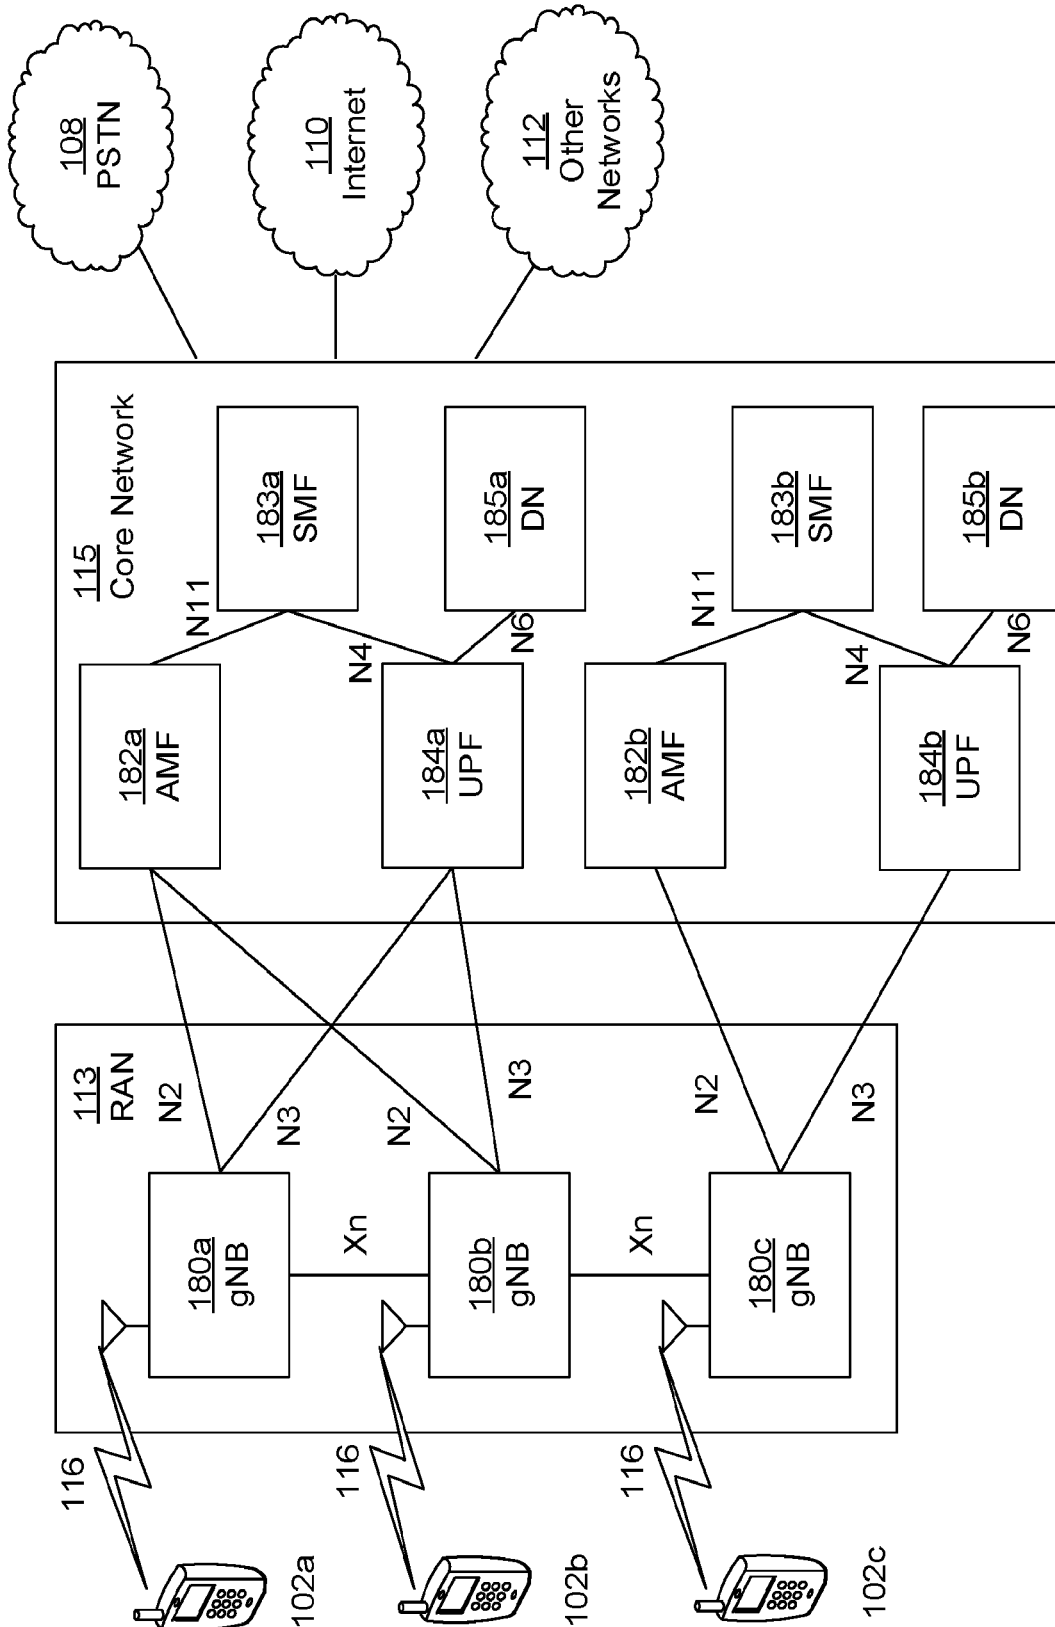 108
PSTN
110
Internet
112
Other
Networks
115
Core Network
183a
SMF
185a
DN
183b
SMF
185b
DN
N11
N4
N6
N11
N4
N6
182a
AMF
184a
UPF
182b
AMF
184b
UPF
113
RAN
N2
N3
N2
N3
N2
N3
180a
gNB
Xn
180b
gNB
Xn
180c
gNB
116
116
116
102a
102b
102c